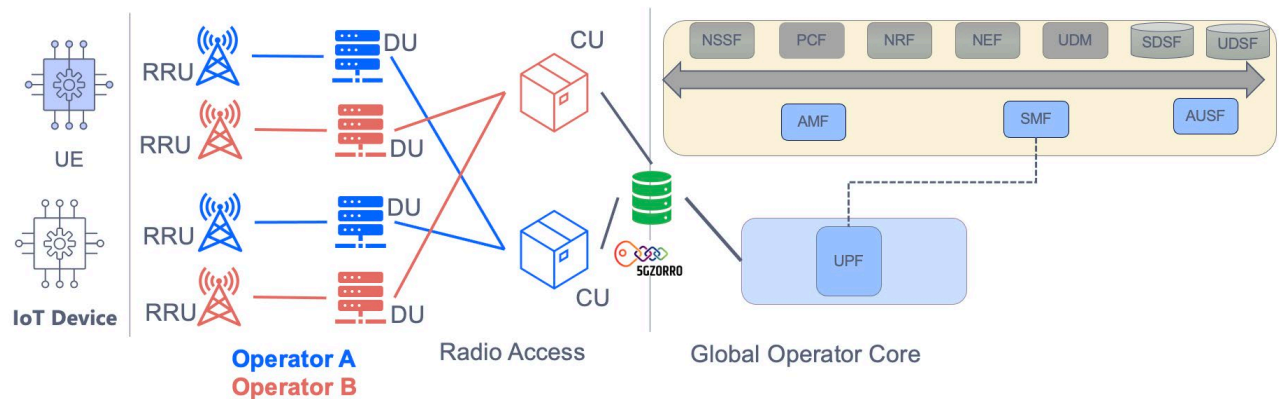 UE
IoT Device
RRU
DU
RRU
DU
RRU
DU
RRU
DU
CU
CU
Operator A
Operator B
Radio Access
5GZORRO
NSSF
PCF
NRF
NEF
UDM
SDSF
UDSF
AMF
SMF
AUSF
UPF
Global Operator Core